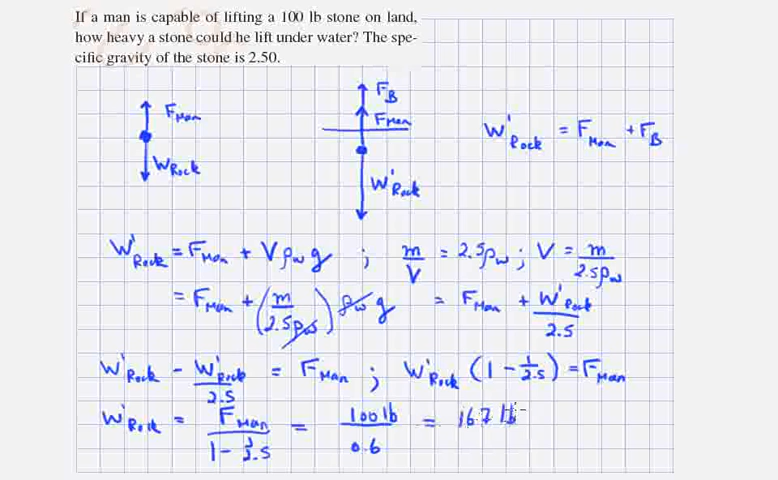 If a man is capable of lifting a 100 lb stone on land,
how heavy a stone could he lift under water? The spe-
cific gravity of the stone is 2.50.
F_Man
W_Rock
F_B
F_Man
W'_Rock
W'_Rock = F_Man + F_B
W'_Rock = F_Man + Vρ_w g ; m/V = 2.5ρ_w ; V = m/2.5ρ_w
= F_Man + (m/2.5ρ_w) ρ_w g = F_Man + W'_Rock/2.5
W'_Rock - W'_Rock/2.5 = F_Man ; W'_Rock (1 - 1/2.5) = F_Man
W'_Rock = F_Man/(1 - 1/2.5) = 100 lb/0.6 = 167 lb